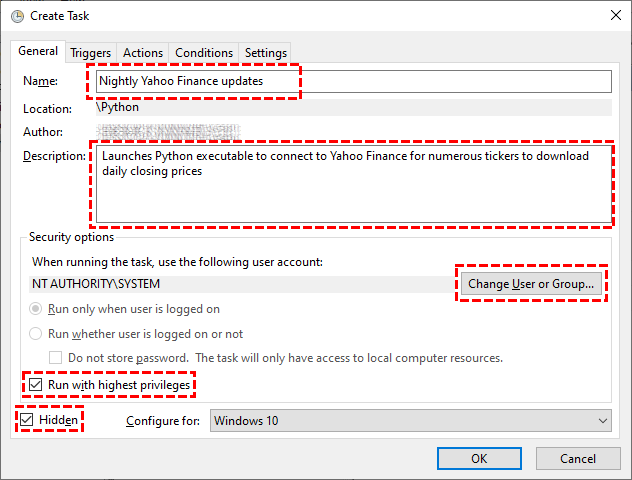 Create Task
General Triggers Actions Conditions Settings
Name: Nightly Yahoo Finance updates
Location: \Python
Author:
Description: Launches Python executable to connect to Yahoo Finance for numerous tickers to download
daily closing prices
Security options
When running the task, use the following user account:
NT AUTHORITY\SYSTEM Change User or Group...
Run only when user is logged on
Run whether user is logged on or not
Do not store password. The task will only have access to local computer resources.
Run with highest privileges
Hidden Configure for: Windows 10
OK Cancel